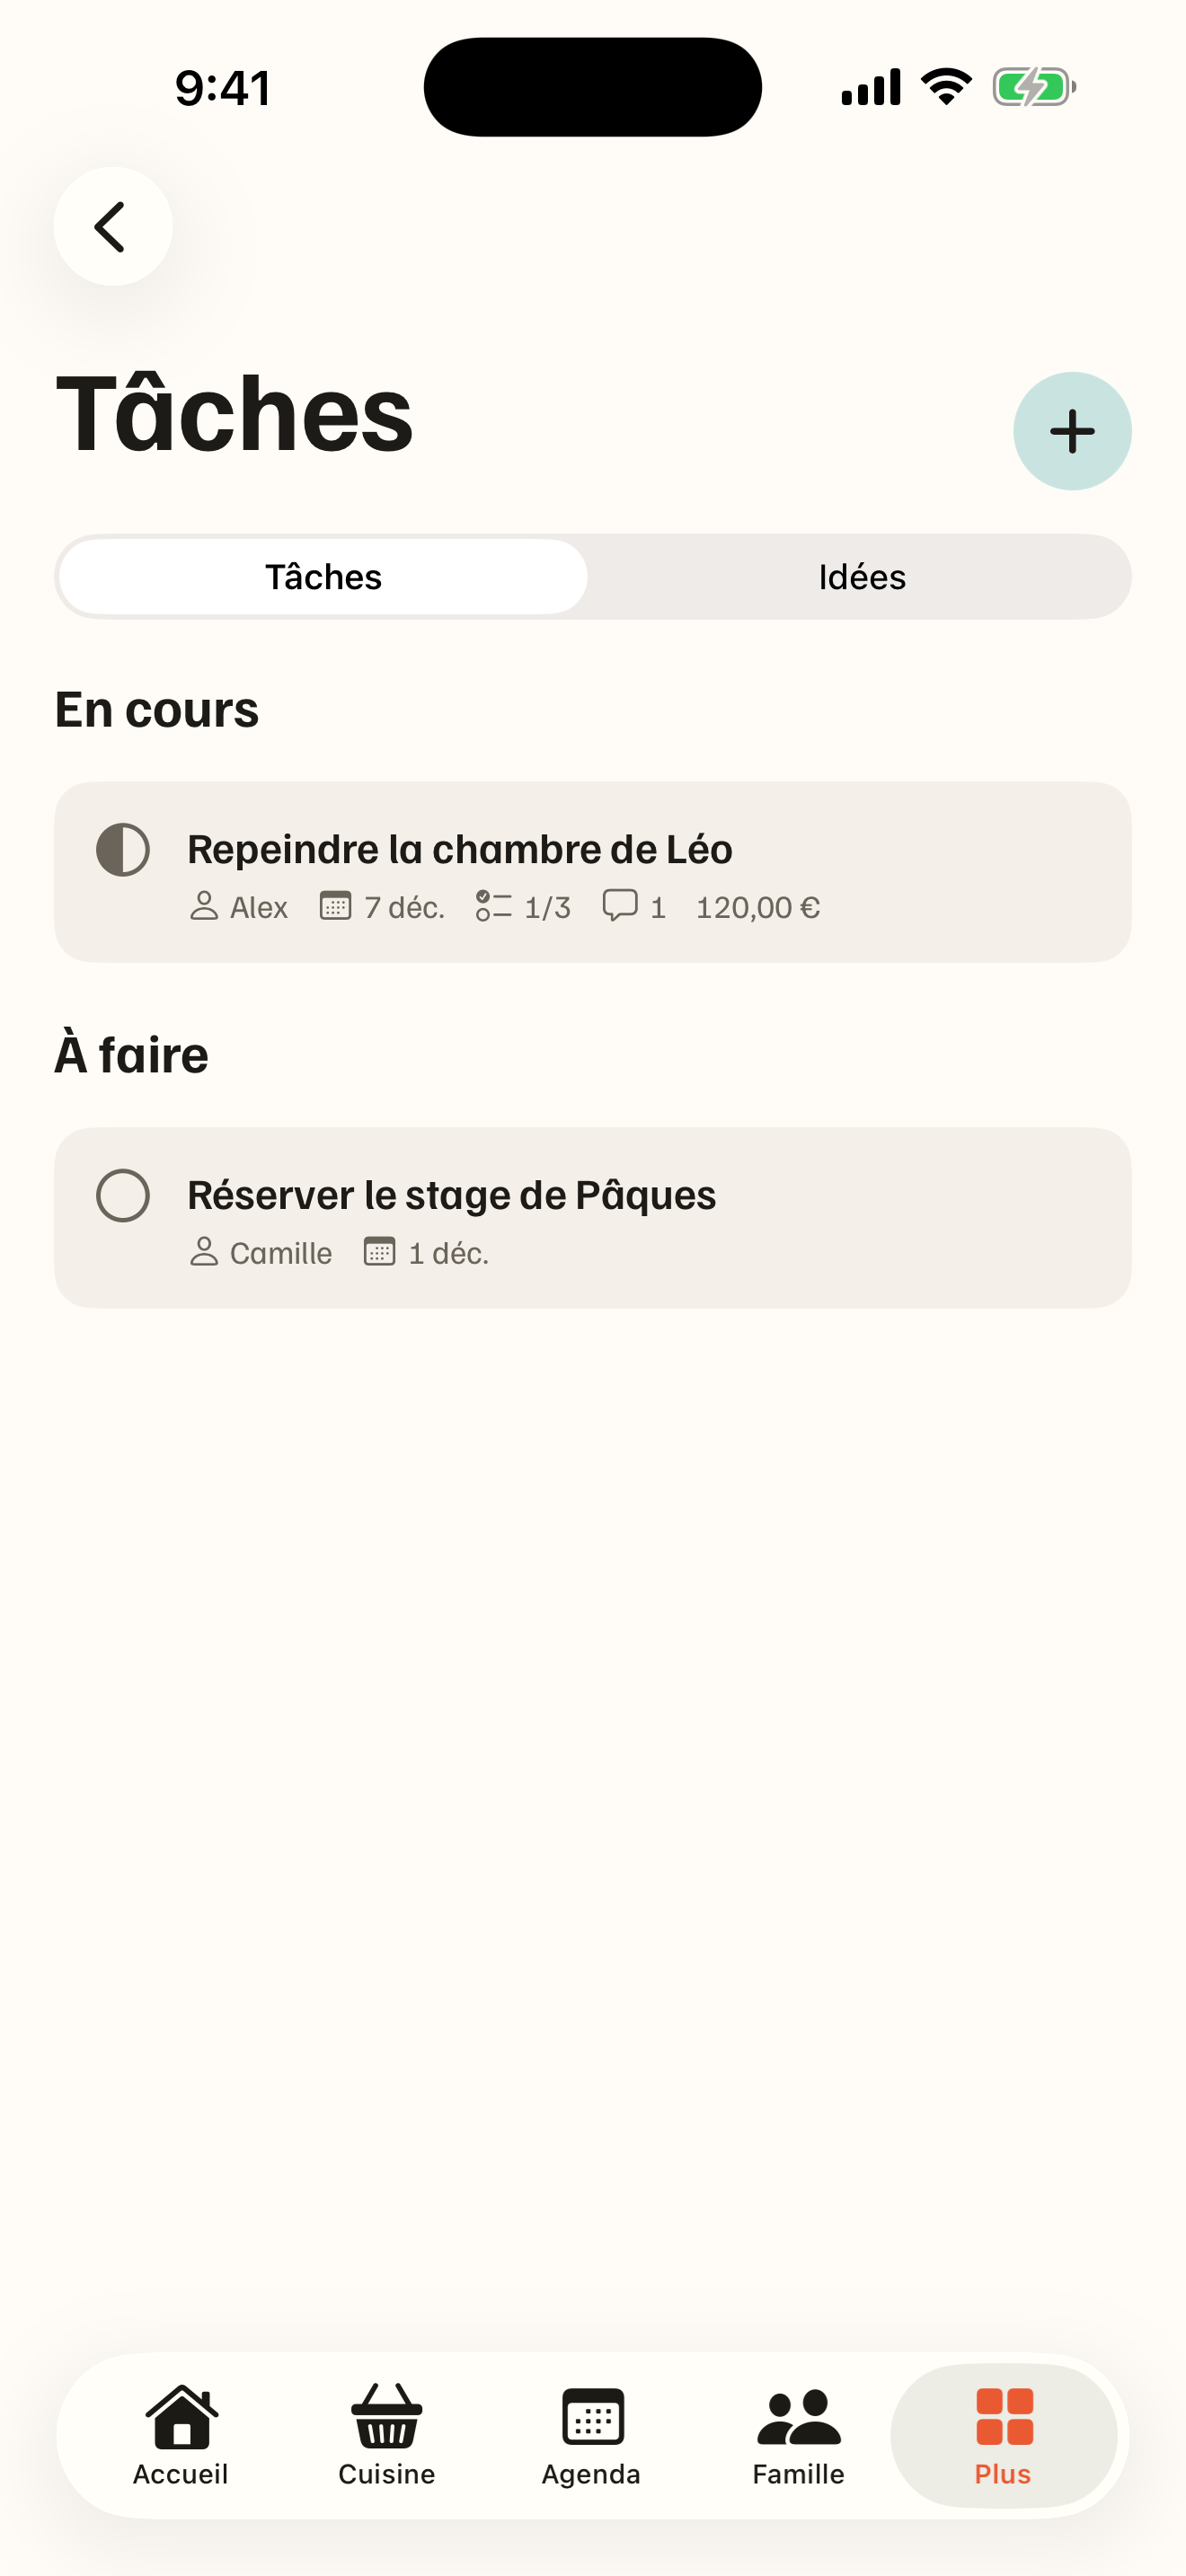 9:41
Tâches
Tâches Idées
En cours
Repeindre la chambre de Léo
Alex 7 déc. 1/3 1 120,00 €
À faire
Réserver le stage de Pâques
Camille 1 déc.
Accueil Cuisine Agenda Famille Plus